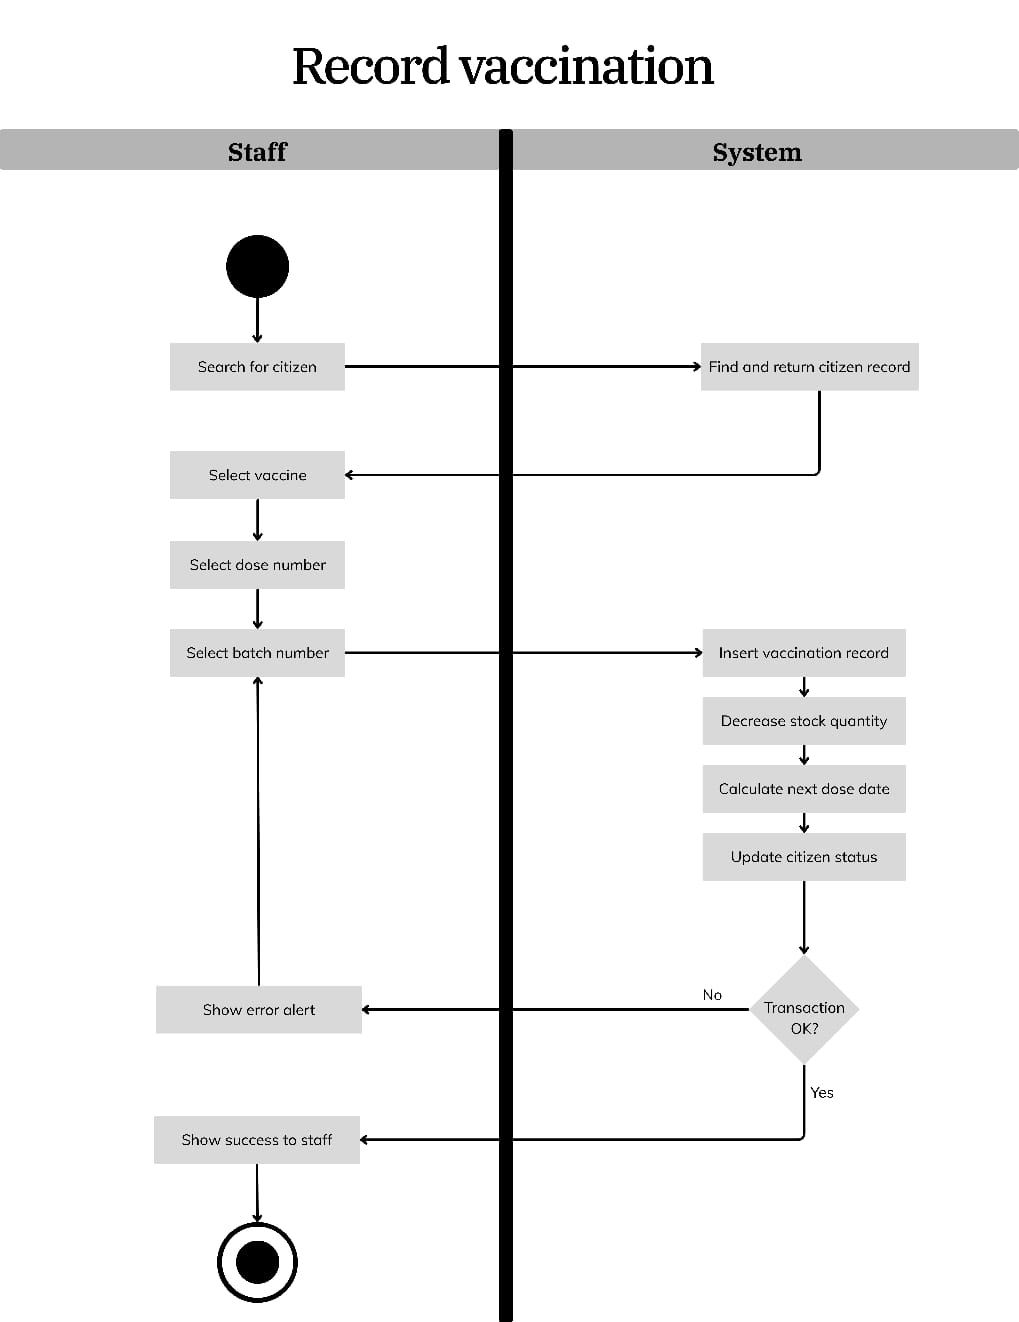 Record vaccination
Staff
System
Search for citizen
Find and return citizen record
Select vaccine
Select dose number
Select batch number
Insert vaccination record
Decrease stock quantity
Calculate next dose date
Update citizen status
Transaction
OK?
No
Show error alert
Yes
Show success to staff